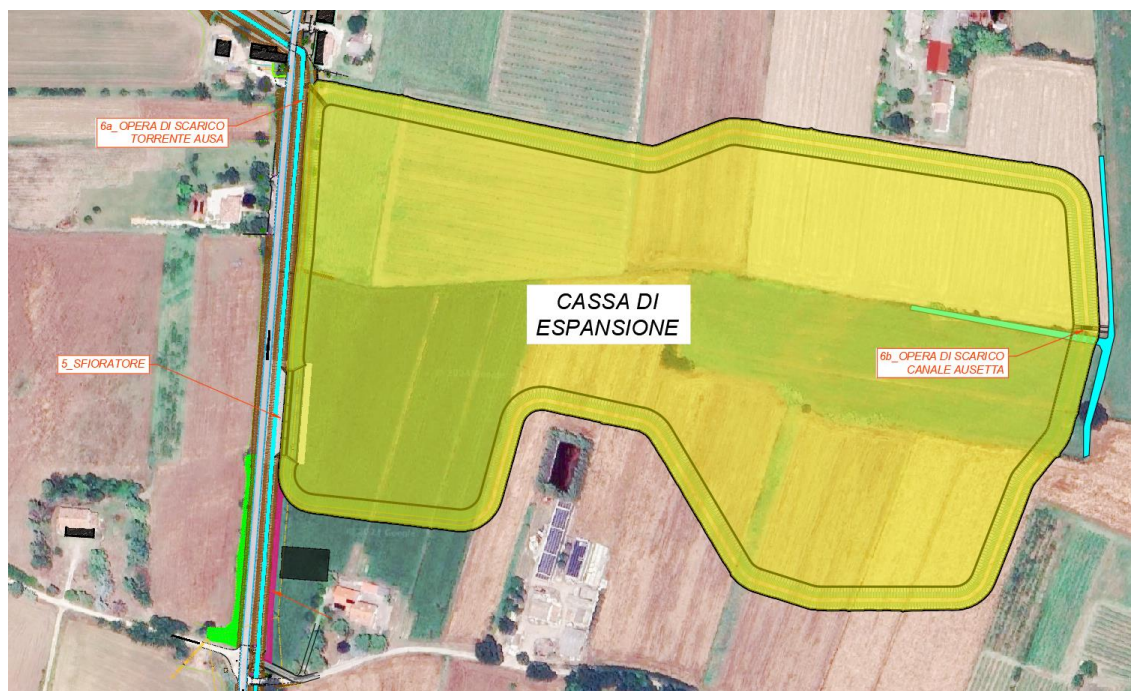 6a_OPERA DI SCARICO
TORRENTE AUSA
CASSA DI
ESPANSIONE
5_SFIORATORE
6b_OPERA DI SCARICO
CANALE AUSETTA